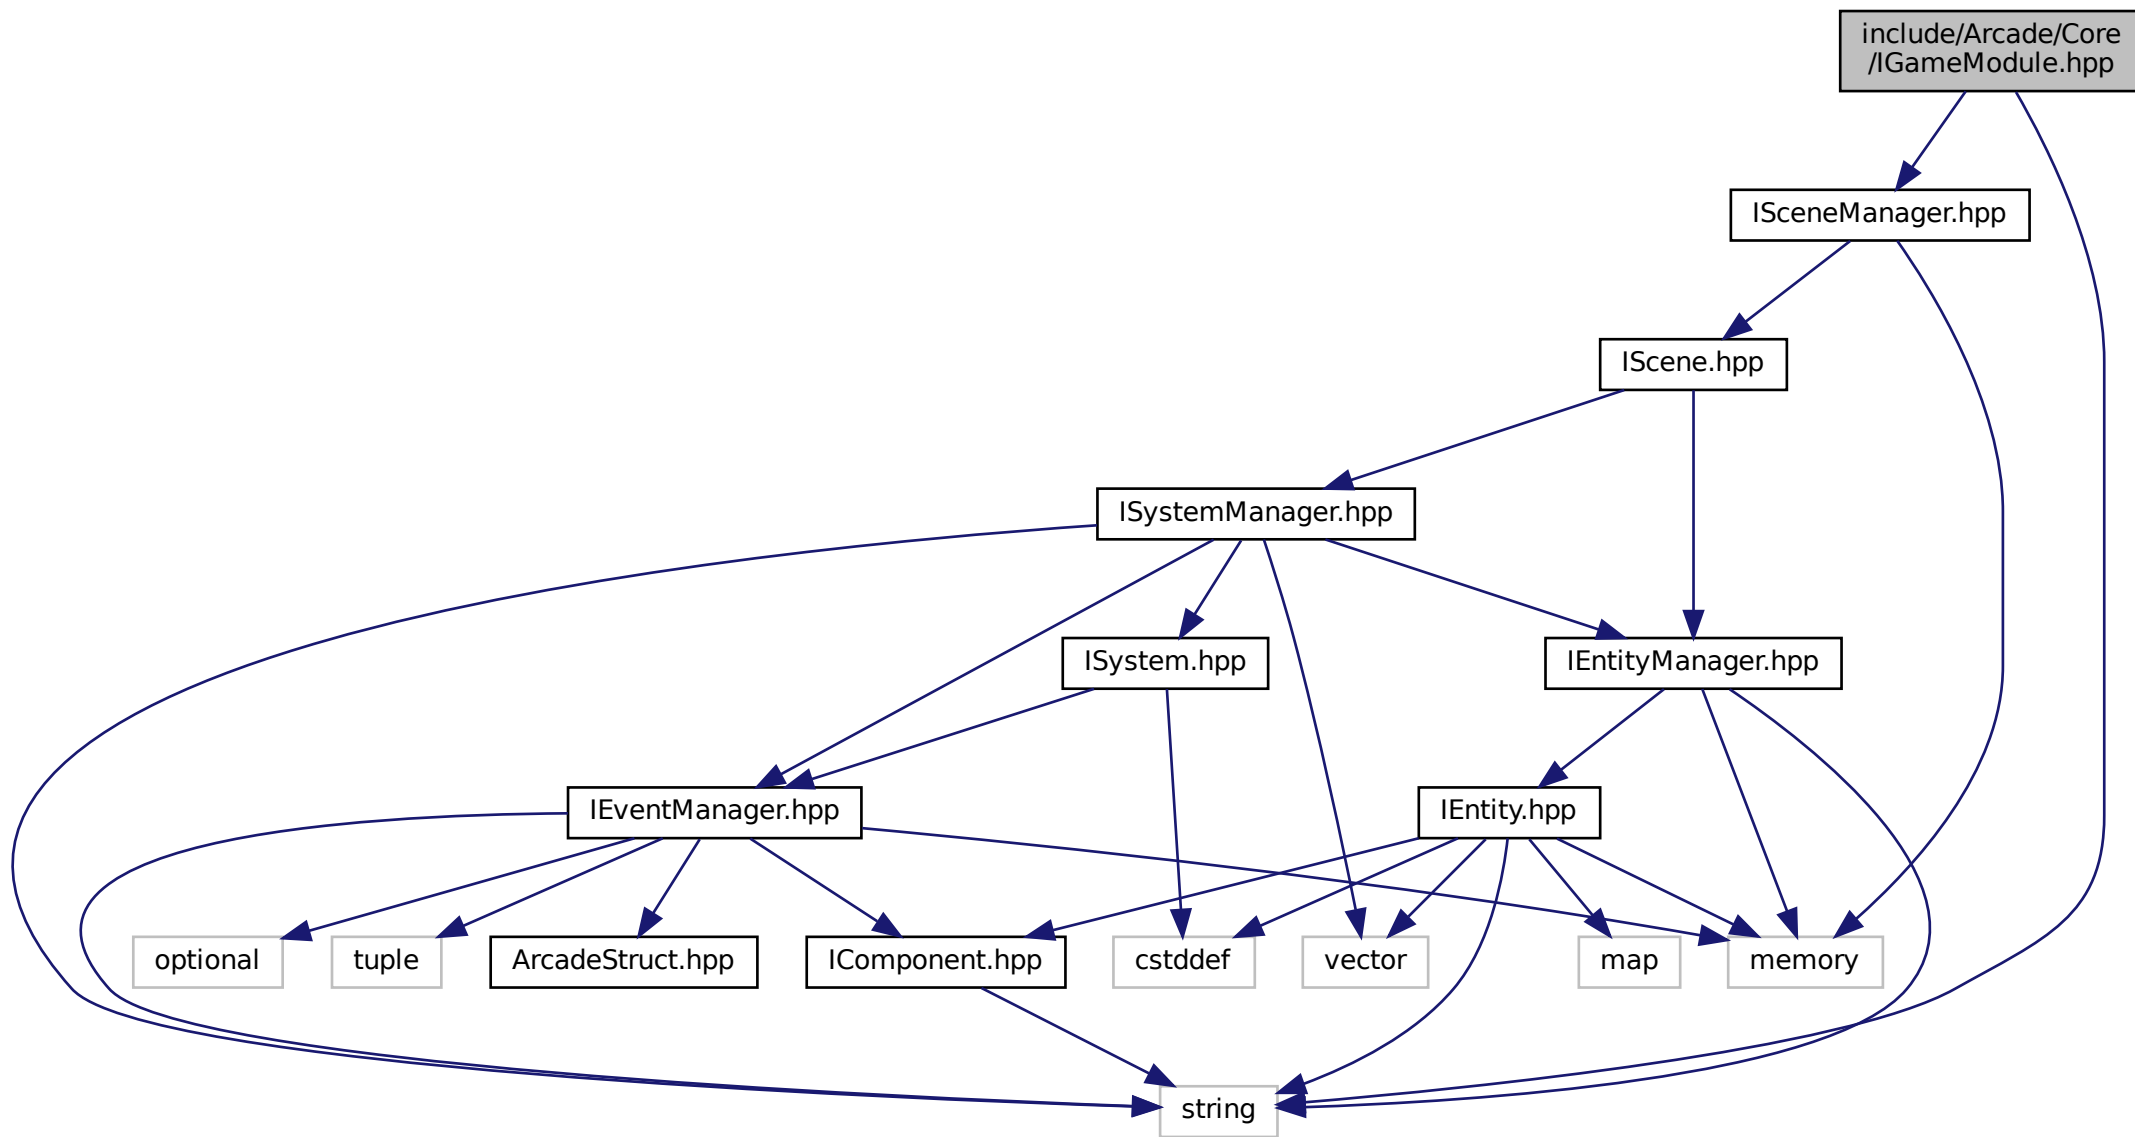 include/Arcade/Core
/IGameModule.hpp
ISceneManager.hpp
IScene.hpp
ISystemManager.hpp
ISystem.hpp
IEntityManager.hpp
IEventManager.hpp
IEntity.hpp
optional
tuple
ArcadeStruct.hpp
IComponent.hpp
cstddef
vector
map
memory
string